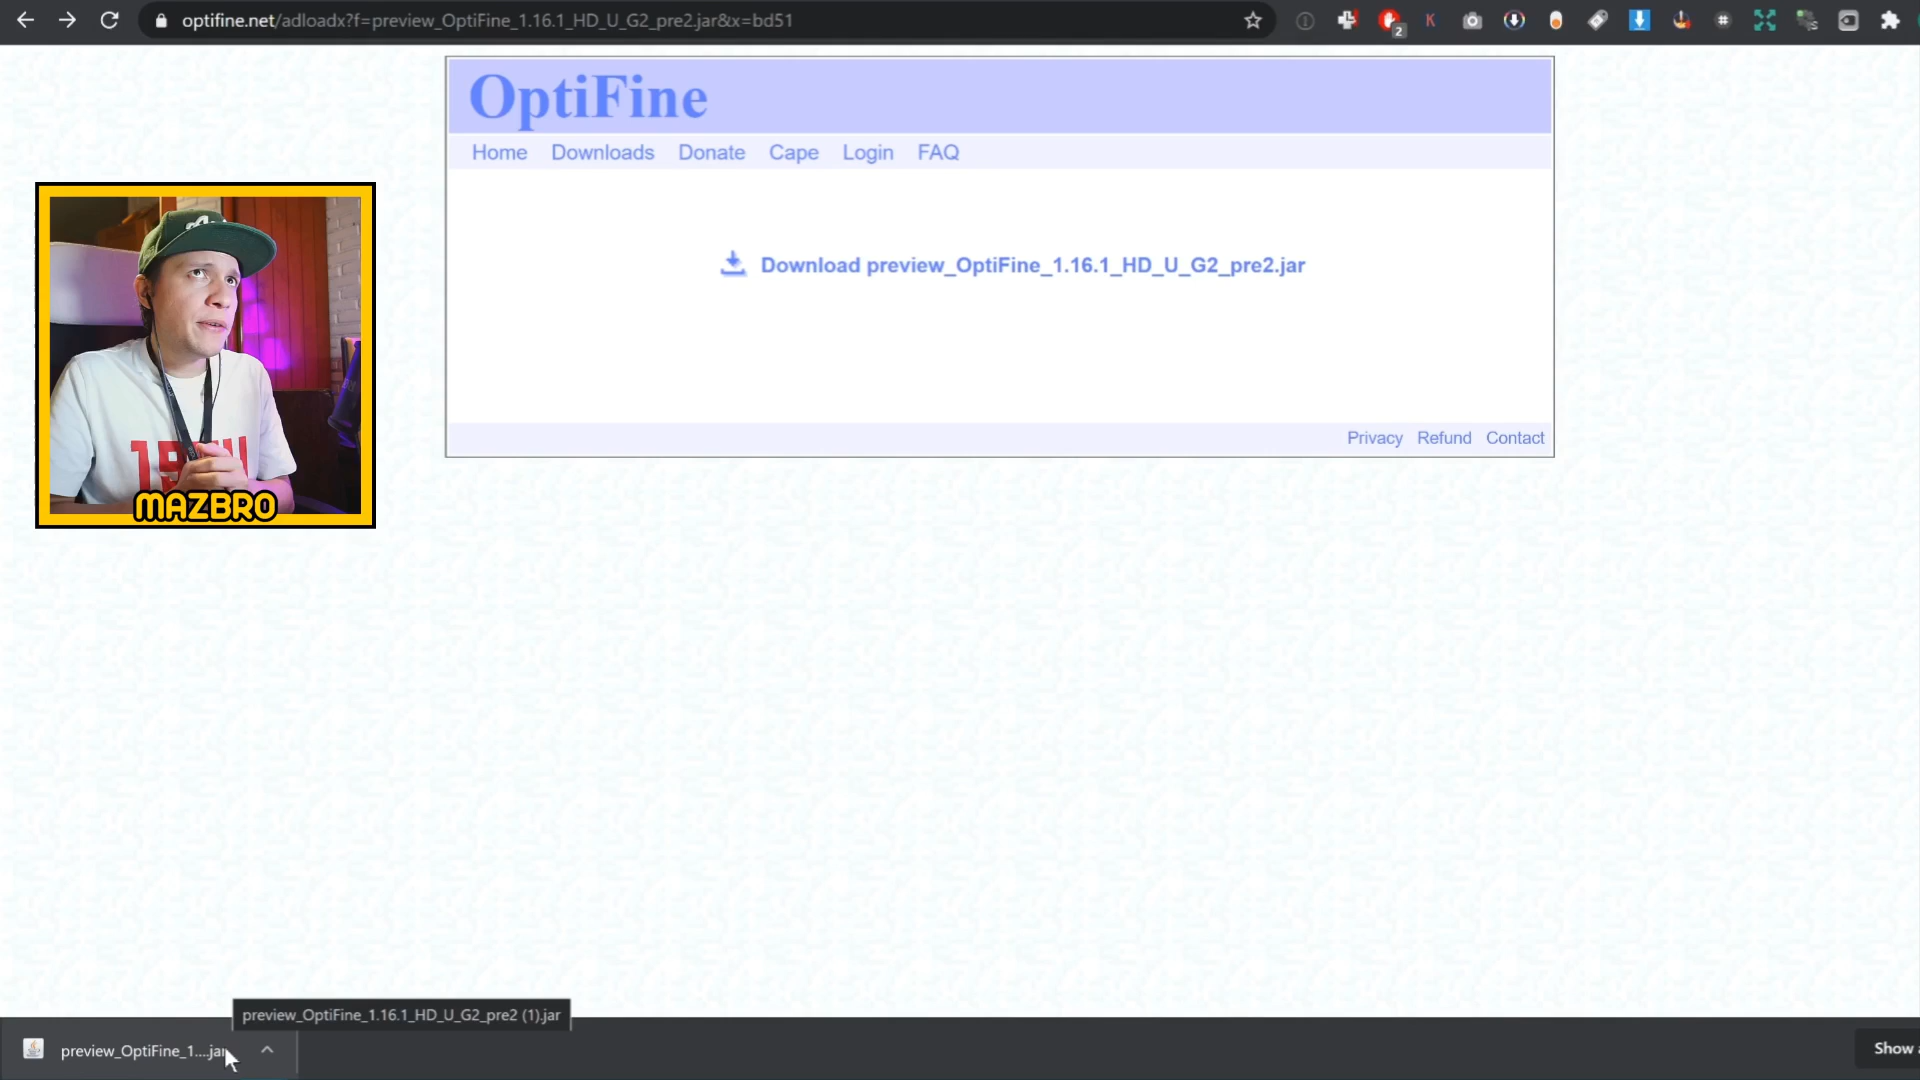 optifine.net/adloadx?f=preview_OptiFine_1.16.1_HD_U_G2_pre2.jar&x=bd51
2
K
OptiFine
Home Downloads Donate Cape Login FAQ
Download preview_OptiFine_1.16.1_HD_U_G2_pre2.jar
MAZBRO
Privacy Refund Contact
preview_OptiFine_1.16.1_HD_U_G2_pre2 (1).jar
preview_OptiFine_1....jar
Show